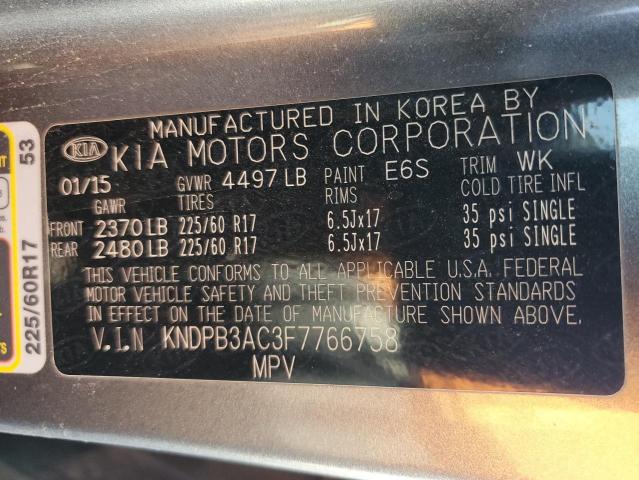 MANUFACTURED IN KOREA BY
KIA KIA MOTORS CORPORATION
01/15 GVWR 4497 LB PAINT E6S TRIM WK
GAWR TIRES RIMS COLD TIRE INFL
FRONT 2370 LB 225/60 R17 6.5Jx17 35 psi SINGLE
REAR 2480 LB 225/60 R17 6.5Jx17 35 psi SINGLE
THIS VEHICLE CONFORMS TO ALL APPLICABLE U.S.A. FEDERAL
MOTOR VEHICLE SAFETY AND THEFT PREVENTION STANDARDS
IN EFFECT ON THE DATE OF MANUFACTURE SHOWN ABOVE.
V.I.N KNDPB3AC3F7766758
MPV
225/60R17 53